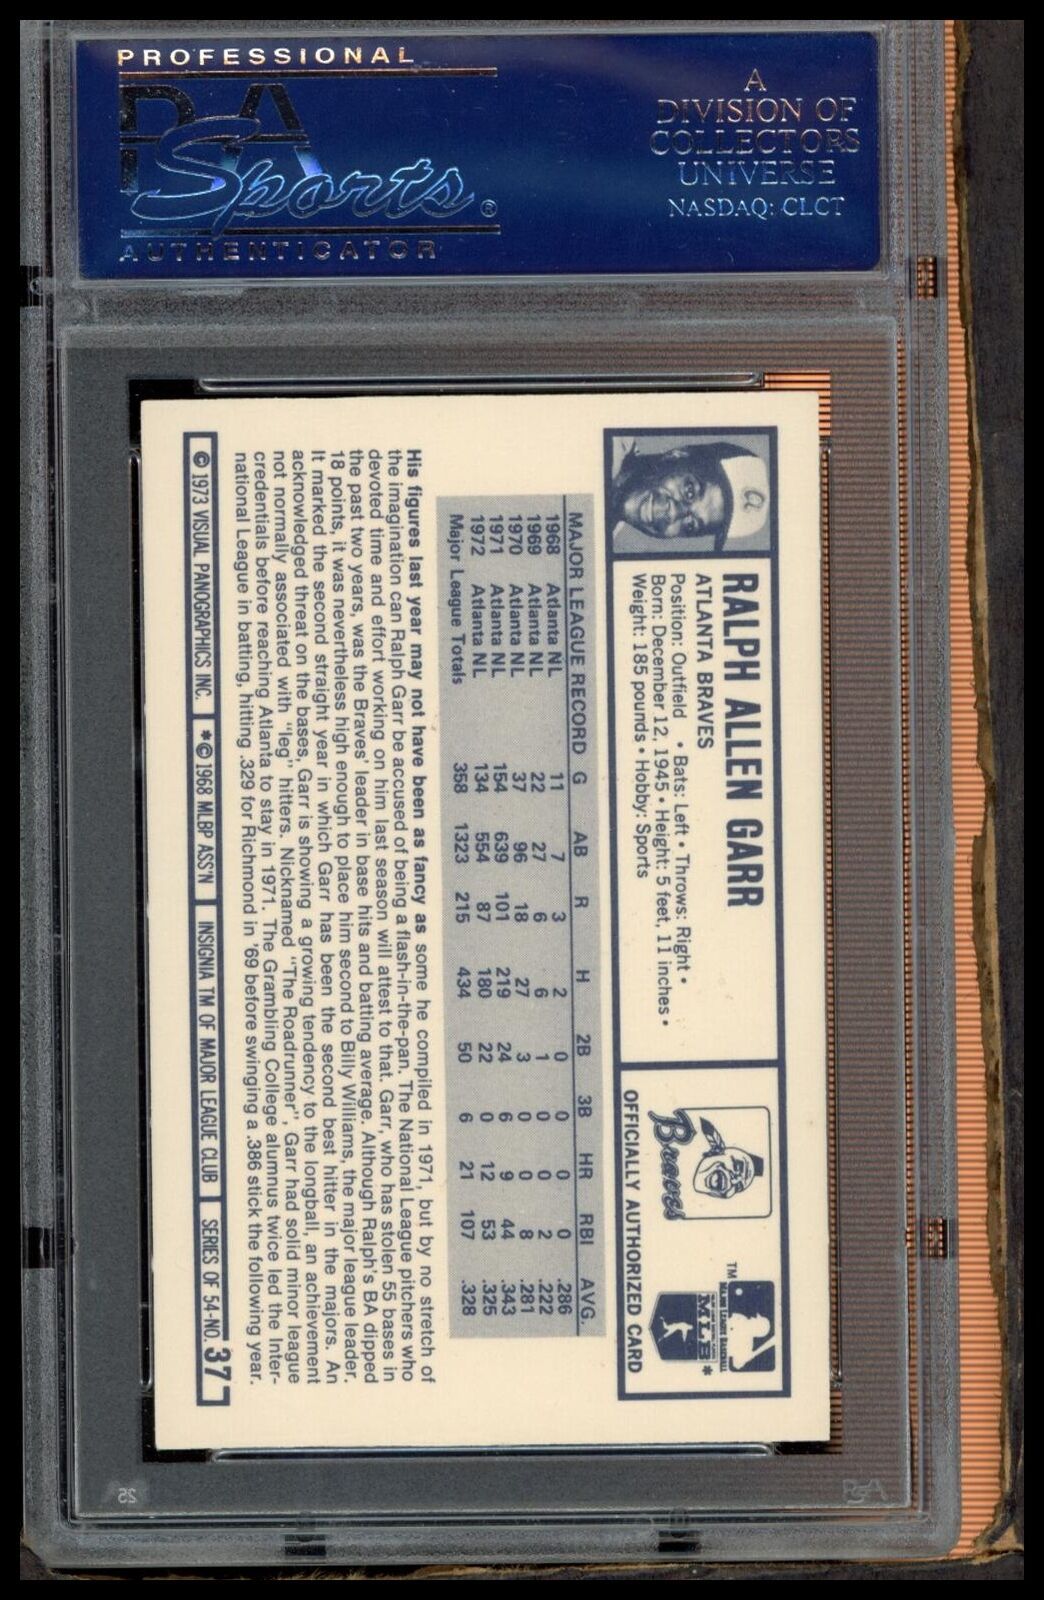 PROFESSIONAL
PSA
Sports®
AUTHENTICATOR
A
DIVISION OF
COLLECTORS
UNIVERSE
NASDAQ: CLCT
RALPH ALLEN GARR
ATLANTA BRAVES
Position: Outfield • Bats: Left • Throws: Right •
Born: December 12, 1945 • Height: 5 feet, 11 inches •
Weight: 185 pounds • Hobby: Sports
Braves
TM
MAJOR LEAGUE BASEBALL
MLB*
OFFICIALLY AUTHORIZED CARD
MAJOR LEAGUE RECORD G AB R H 2B 3B HR RBI AVG.
1968 Atlanta NL 11 7 3 2 0 0 0 0 .286
1969 Atlanta NL 22 27 6 6 1 0 0 2 .222
1970 Atlanta NL 37 96 18 27 3 0 0 8 .281
1971 Atlanta NL 154 639 101 219 24 6 9 44 .343
1972 Atlanta NL 134 554 87 180 22 0 12 53 .325
Major League Totals 358 1323 215 434 50 6 21 107 .328
His figures last year may not have been as fancy as some he compiled in 1971, but by no stretch of
the imagination can Ralph Garr be accused of being a flash-in-the-pan. The National League pitchers who
devoted time and effort working on him last season will attest to that. Garr, who has stolen 55 bases in
the past two years, was the Braves' leader in base hits and batting average. Although Ralph's BA dipped
18 points, it was nevertheless high enough to place him second to Billy Williams, the major league leader.
It marked the second straight year in which Garr has been the second best hitter in the majors. An
acknowledged threat on the bases, Garr is showing a growing tendency to the longball, an achievement
not normally associated with "leg" hitters. Nicknamed "The Roadrunner", Garr had solid minor league
credentials before reaching Atlanta to stay in 1971. The Grambling College alumnus twice led the Inter-
national League in batting, hitting .329 for Richmond in '69 before swinging a .386 stick the following year.
© 1973 VISUAL PANOGRAPHICS INC. *© 1968 MLBP ASS'N INSIGNIA TM OF MAJOR LEAGUE CLUB SERIES OF 54-NO. 37
25
PSA